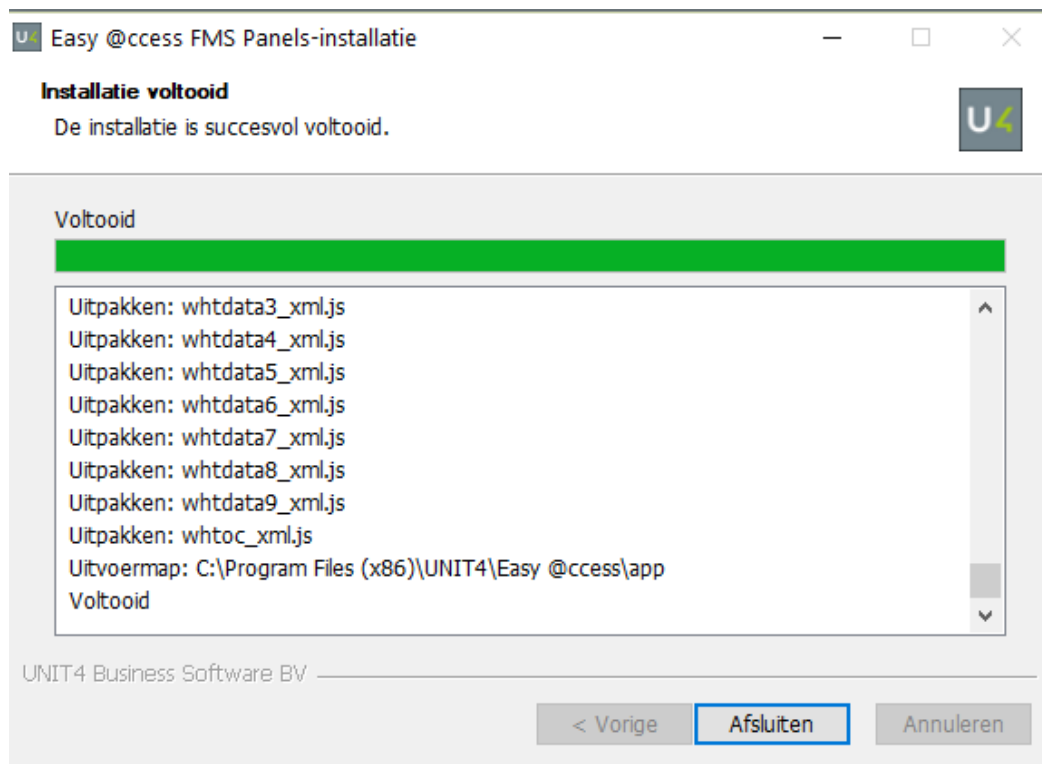 U4 Easy @ccess FMS Panels-installatie
Installatie voltooid
De installatie is succesvol voltooid.
U4
Voltooid
Uitpakken: whtdata3_xml.js
Uitpakken: whtdata4_xml.js
Uitpakken: whtdata5_xml.js
Uitpakken: whtdata6_xml.js
Uitpakken: whtdata7_xml.js
Uitpakken: whtdata8_xml.js
Uitpakken: whtdata9_xml.js
Uitpakken: whtoc_xml.js
Uitvoermap: C:\Program Files (x86)\UNIT4\Easy @ccess\app
Voltooid
UNIT4 Business Software BV
< Vorige Afsluiten Annuleren